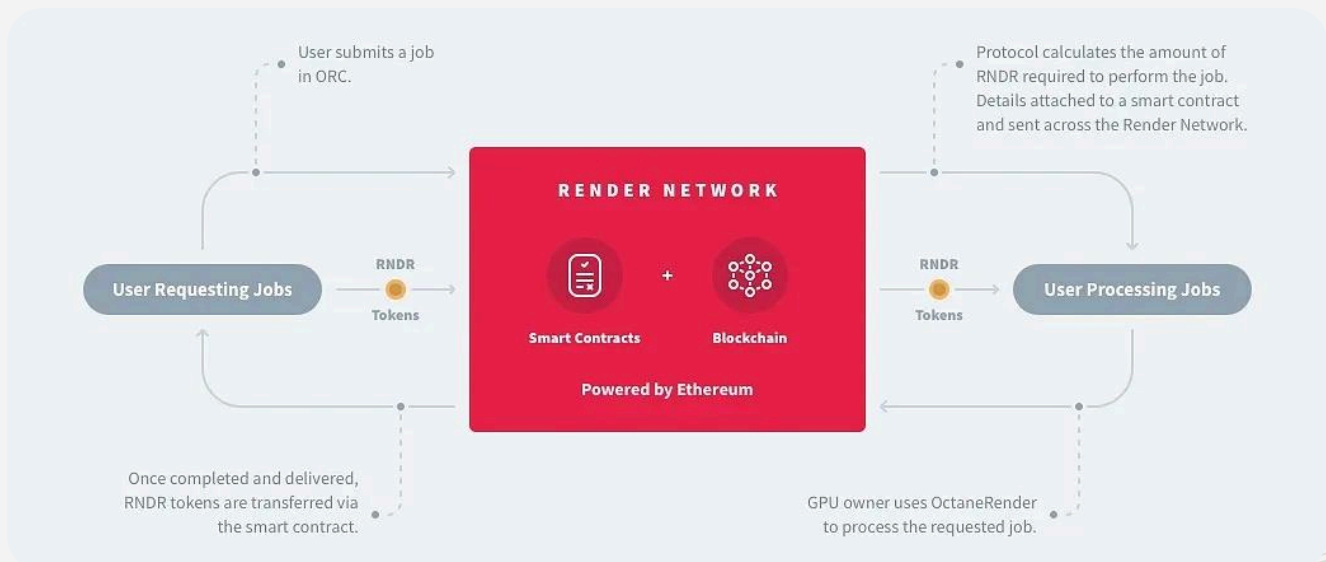 User submits a job
in ORC.
Protocol calculates the amount of
RNDR required to perform the job.
Details attached to a smart contract
and sent across the Render Network.
RENDER NETWORK
User Requesting Jobs
RNDR
Tokens
+
Smart Contracts
Blockchain
Powered by Ethereum
RNDR
Tokens
User Processing Jobs
Once completed and delivered,
RNDR tokens are transferred via
the smart contract.
GPU owner uses OctaneRender
to process the requested job.